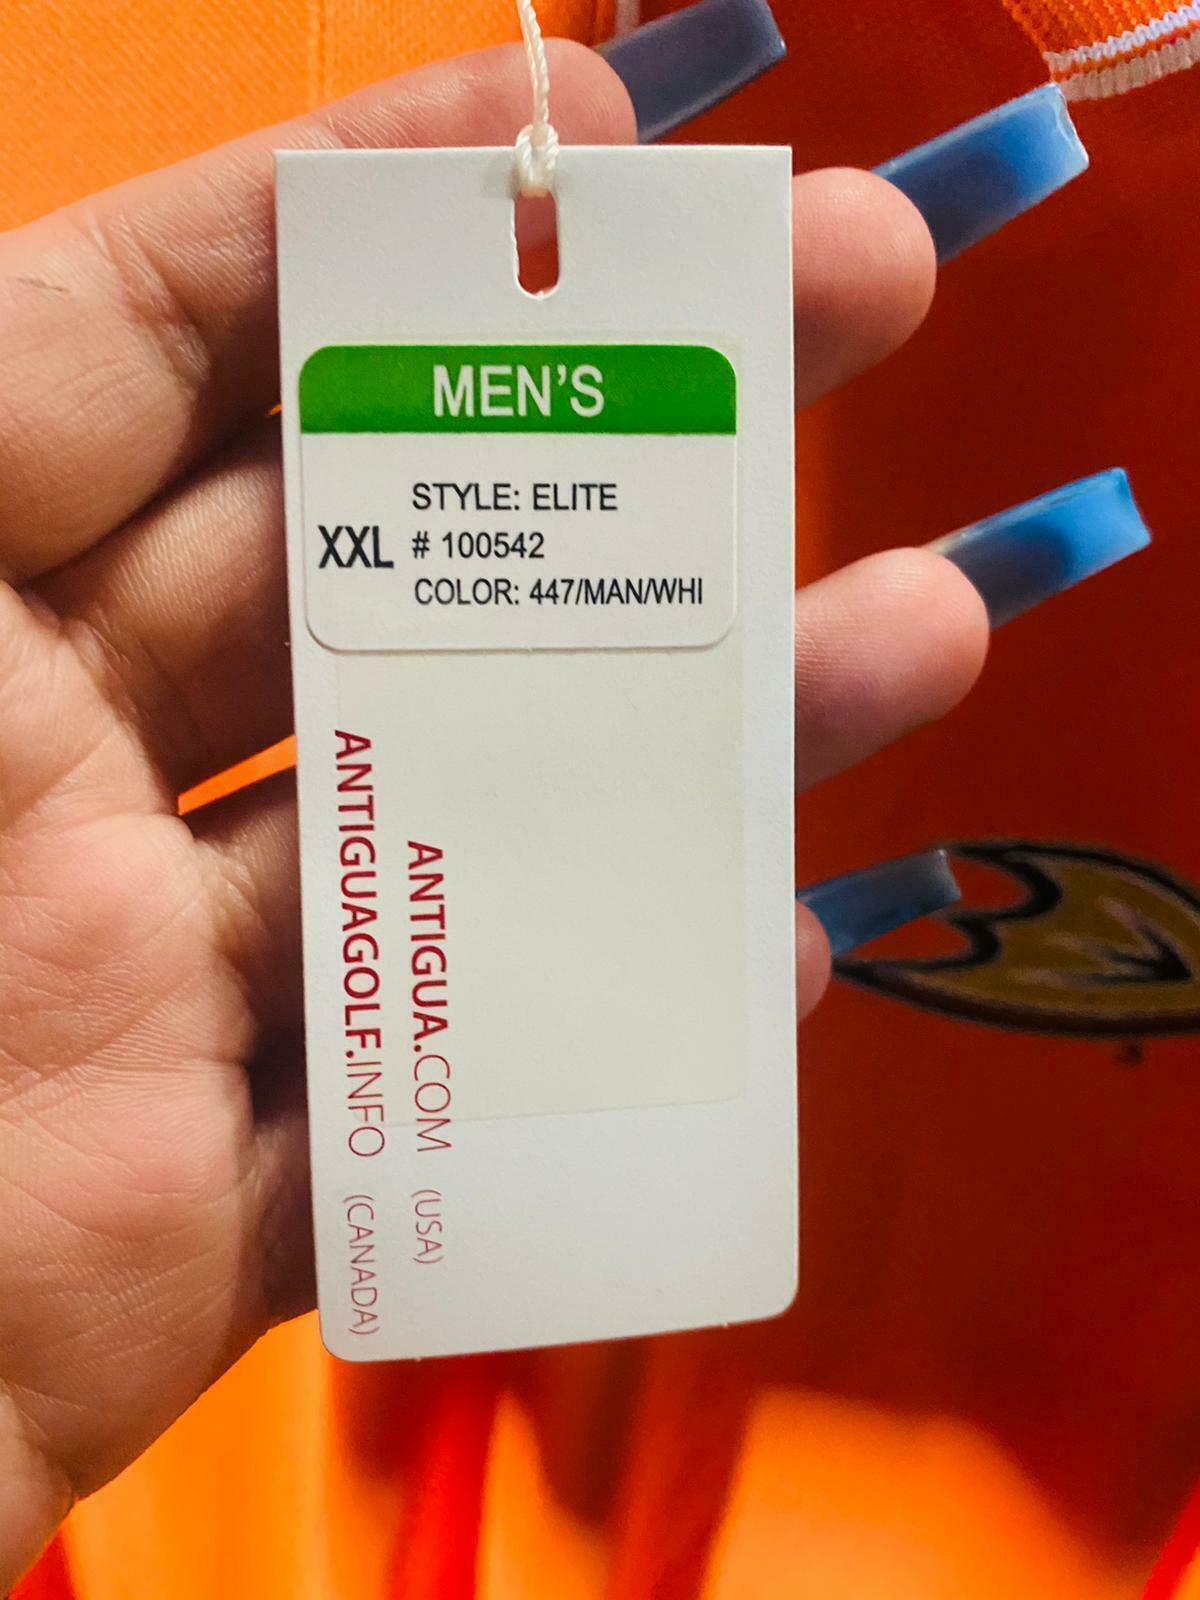 MEN'S
STYLE: ELITE
XXL # 100542
COLOR: 447/MAN/WHI
ANTIGUA.COM (USA)
ANTIGUAGOLF.INFO (CANADA)